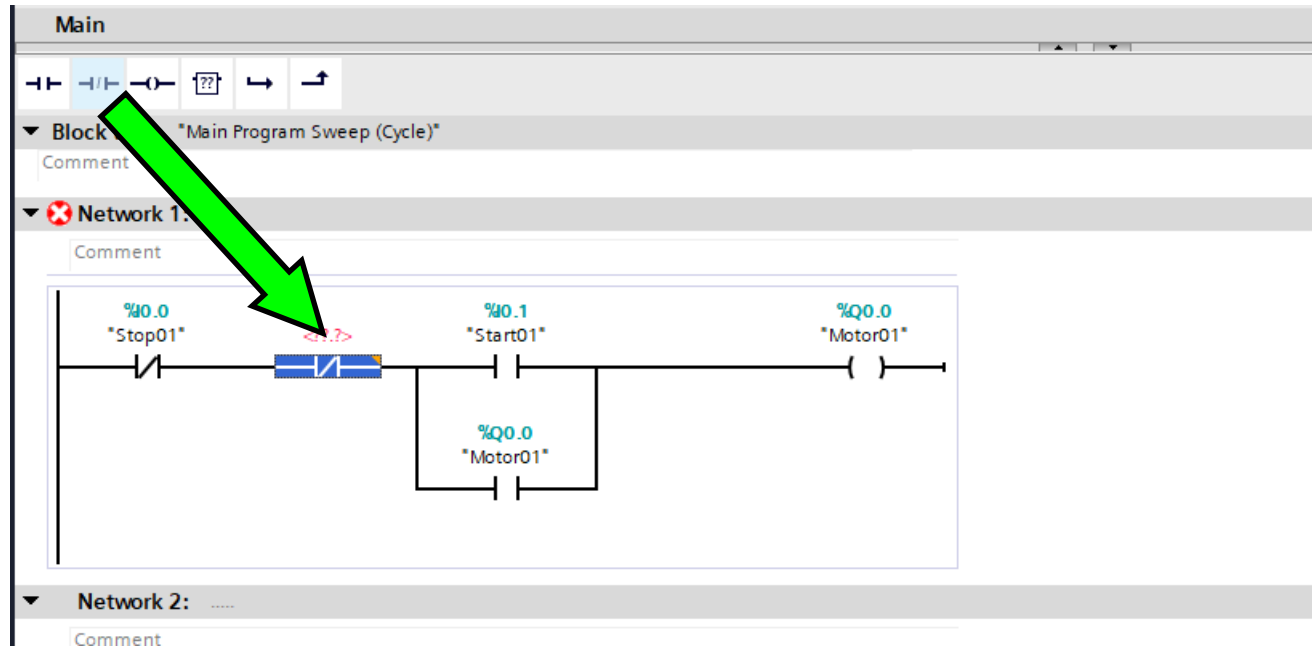 Main
??
Block "Main Program Sweep (Cycle)"
Comment
Network 1:
Comment
%I0.0 %I0.1 %Q0.0
"Stop01" <??.?> "Start01" "Motor01"
%Q0.0
"Motor01"
Network 2: .....
Comment